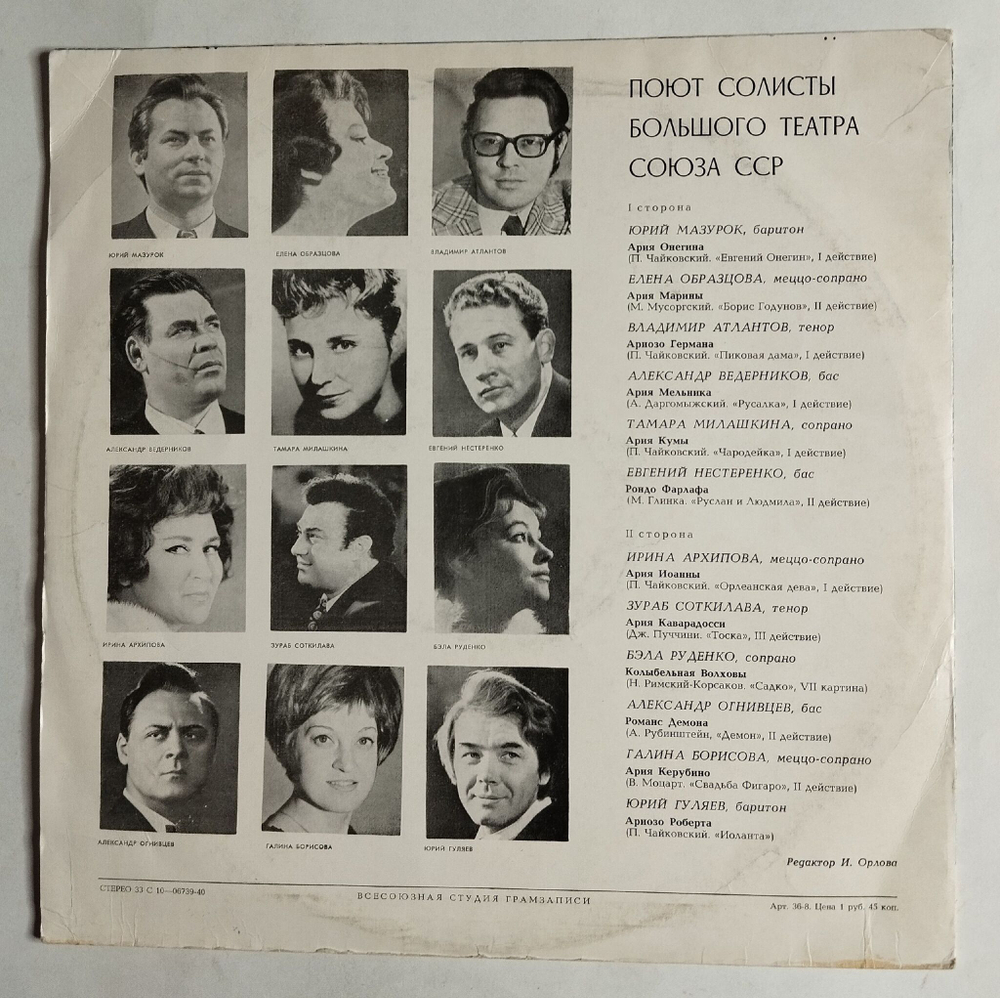 ПОЮТ СОЛИСТЫ
БОЛЬШОГО ТЕАТРА
СОЮЗА ССР
I сторона
ЮРИЙ МАЗУРОК, баритон
Ария Онегина
(П. Чайковский. «Евгений Онегин», I действие)
ЕЛЕНА ОБРАЗЦОВА, меццо-сопрано
Ария Марины
(М. Мусоргский. «Борис Годунов», II действие)
ВЛАДИМИР АТЛАНТОВ, тенор
Ариозо Германа
(П. Чайковский. «Пиковая дама», I действие)
АЛЕКСАНДР ВЕДЕРНИКОВ, бас
Ария Мельника
(А. Даргомыжский. «Русалка», I действие)
ТАМАРА МИЛАШКИНА, сопрано
Ария Кумы
(П. Чайковский. «Чародейка», I действие)
ЕВГЕНИЙ НЕСТЕРЕНКО, бас
Рондо Фарлафа
(М. Глинка. «Руслан и Людмила», II действие)
II сторона
ИРИНА АРХИПОВА, меццо-сопрано
Ария Иоанны
(П. Чайковский. «Орлеанская дева», I действие)
ЗУРАБ СОТКИЛАВА, тенор
Ария Каварадосси
(Дж. Пуччини. «Тоска», III действие)
БЭЛА РУДЕНКО, сопрано
Колыбельная Волховы
(Н. Римский-Корсаков. «Садко», VII картина)
АЛЕКСАНДР ОГНИВЦЕВ, бас
Романс Демона
(А. Рубинштейн, «Демон», II действие)
ГАЛИНА БОРИСОВА, меццо-сопрано
Ария Керубино
(В. Моцарт. «Свадьба Фигаро», II действие)
ЮРИЙ ГУЛЯЕВ, баритон
Ариозо Роберта
(П. Чайковский. «Иоланта»)
Редактор И. Орлова
ЮРИЙ МАЗУРОК
ЕЛЕНА ОБРАЗЦОВА
ВЛАДИМИР АТЛАНТОВ
АЛЕКСАНДР ВЕДЕРНИКОВ
ТАМАРА МИЛАШКИНА
ЕВГЕНИЙ НЕСТЕРЕНКО
ИРИНА АРХИПОВА
ЗУРАБ СОТКИЛАВА
БЭЛА РУДЕНКО
АЛЕКСАНДР ОГНИВЦЕВ
ГАЛИНА БОРИСОВА
ЮРИЙ ГУЛЯЕВ
СТЕРЕО 33 С 10—06739-40
ВСЕСОЮЗНАЯ СТУДИЯ ГРАМЗАПИСИ
Арт. 36-8. Цена 1 руб. 45 коп.